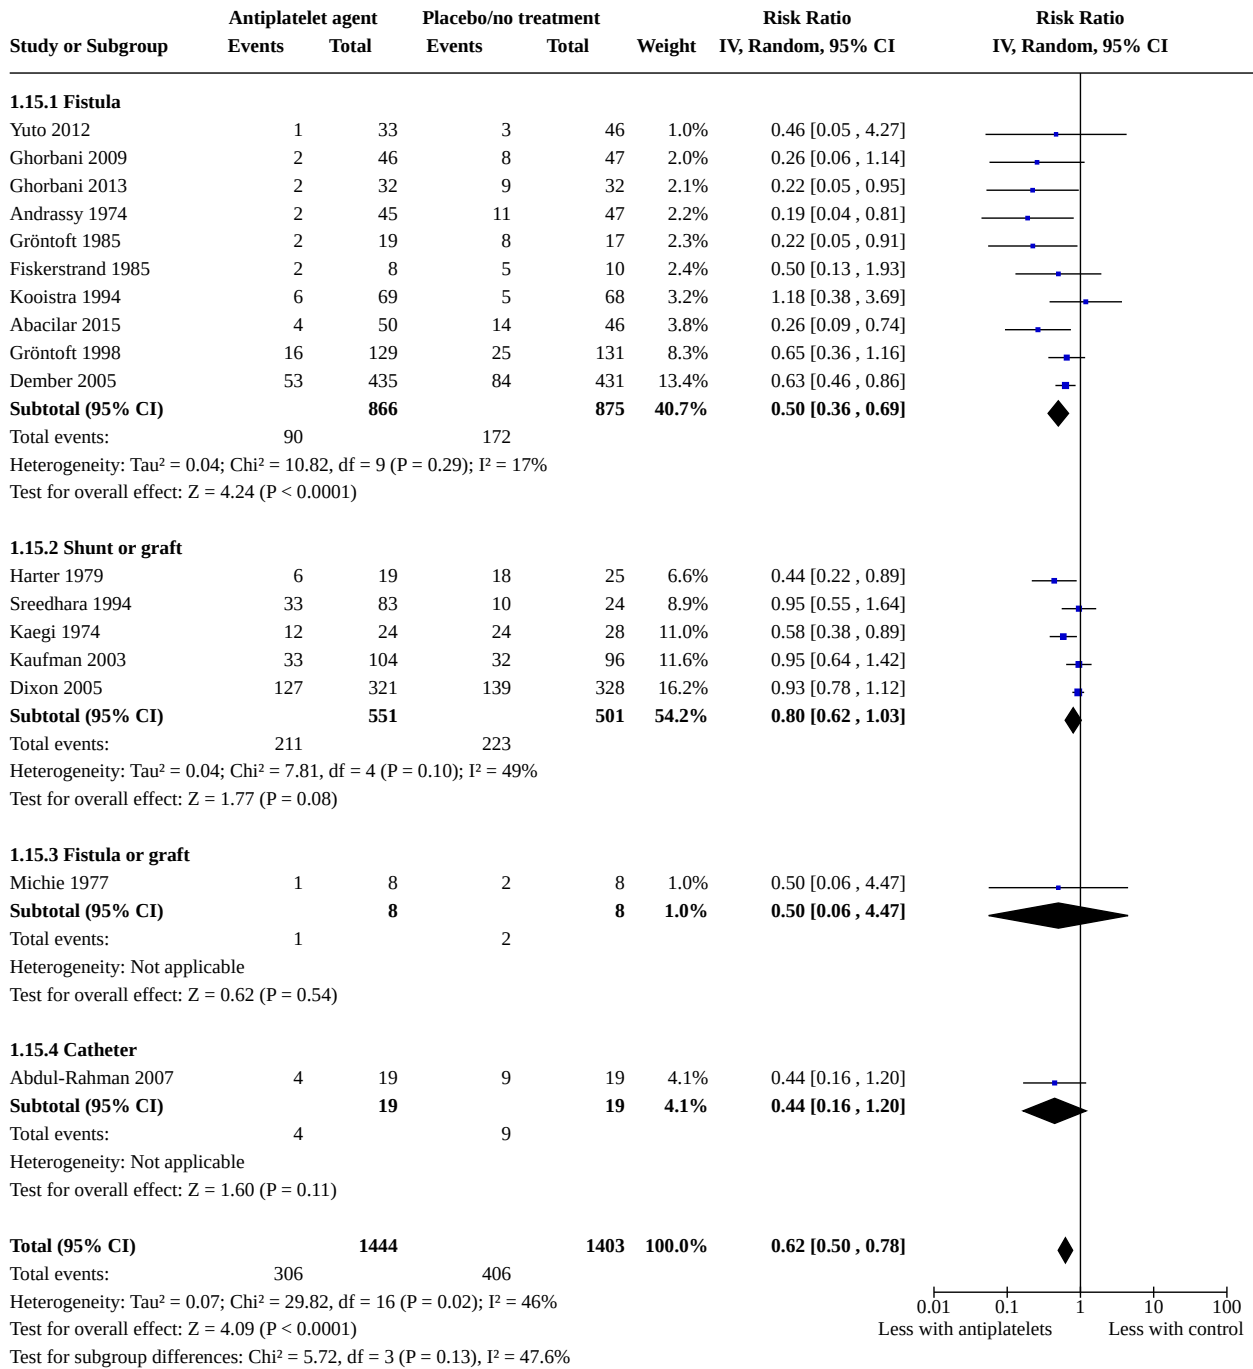 Antiplatelet agent Placebo/no treatment Risk Ratio Risk Ratio
Study or Subgroup Events Total Events Total Weight IV, Random, 95% CI IV, Random, 95% CI
1.15.1 Fistula
Yuto 2012 1 33 3 46 1.0% 0.46 [0.05 , 4.27]
Ghorbani 2009 2 46 8 47 2.0% 0.26 [0.06 , 1.14]
Ghorbani 2013 2 32 9 32 2.1% 0.22 [0.05 , 0.95]
Andrassy 1974 2 45 11 47 2.2% 0.19 [0.04 , 0.81]
Gröntoft 1985 2 19 8 17 2.3% 0.22 [0.05 , 0.91]
Fiskerstrand 1985 2 8 5 10 2.4% 0.50 [0.13 , 1.93]
Kooistra 1994 6 69 5 68 3.2% 1.18 [0.38 , 3.69]
Abacilar 2015 4 50 14 46 3.8% 0.26 [0.09 , 0.74]
Gröntoft 1998 16 129 25 131 8.3% 0.65 [0.36 , 1.16]
Dember 2005 53 435 84 431 13.4% 0.63 [0.46 , 0.86]
Subtotal (95% CI) 866 875 40.7% 0.50 [0.36 , 0.69]
Total events: 90 172
Heterogeneity: Tau² = 0.04; Chi² = 10.82, df = 9 (P = 0.29); I² = 17%
Test for overall effect: Z = 4.24 (P < 0.0001)
1.15.2 Shunt or graft
Harter 1979 6 19 18 25 6.6% 0.44 [0.22 , 0.89]
Sreedhara 1994 33 83 10 24 8.9% 0.95 [0.55 , 1.64]
Kaegi 1974 12 24 24 28 11.0% 0.58 [0.38 , 0.89]
Kaufman 2003 33 104 32 96 11.6% 0.95 [0.64 , 1.42]
Dixon 2005 127 321 139 328 16.2% 0.93 [0.78 , 1.12]
Subtotal (95% CI) 551 501 54.2% 0.80 [0.62 , 1.03]
Total events: 211 223
Heterogeneity: Tau² = 0.04; Chi² = 7.81, df = 4 (P = 0.10); I² = 49%
Test for overall effect: Z = 1.77 (P = 0.08)
1.15.3 Fistula or graft
Michie 1977 1 8 2 8 1.0% 0.50 [0.06 , 4.47]
Subtotal (95% CI) 8 8 1.0% 0.50 [0.06 , 4.47]
Total events: 1 2
Heterogeneity: Not applicable
Test for overall effect: Z = 0.62 (P = 0.54)
1.15.4 Catheter
Abdul-Rahman 2007 4 19 9 19 4.1% 0.44 [0.16 , 1.20]
Subtotal (95% CI) 19 19 4.1% 0.44 [0.16 , 1.20]
Total events: 4 9
Heterogeneity: Not applicable
Test for overall effect: Z = 1.60 (P = 0.11)
Total (95% CI) 1444 1403 100.0% 0.62 [0.50 , 0.78]
Total events: 306 406
Heterogeneity: Tau² = 0.07; Chi² = 29.82, df = 16 (P = 0.02); I² = 46%
0.01 0.1 1 10 100
Test for overall effect: Z = 4.09 (P < 0.0001)
Less with antiplatelets Less with control
Test for subgroup differences: Chi² = 5.72, df = 3 (P = 0.13), I² = 47.6%